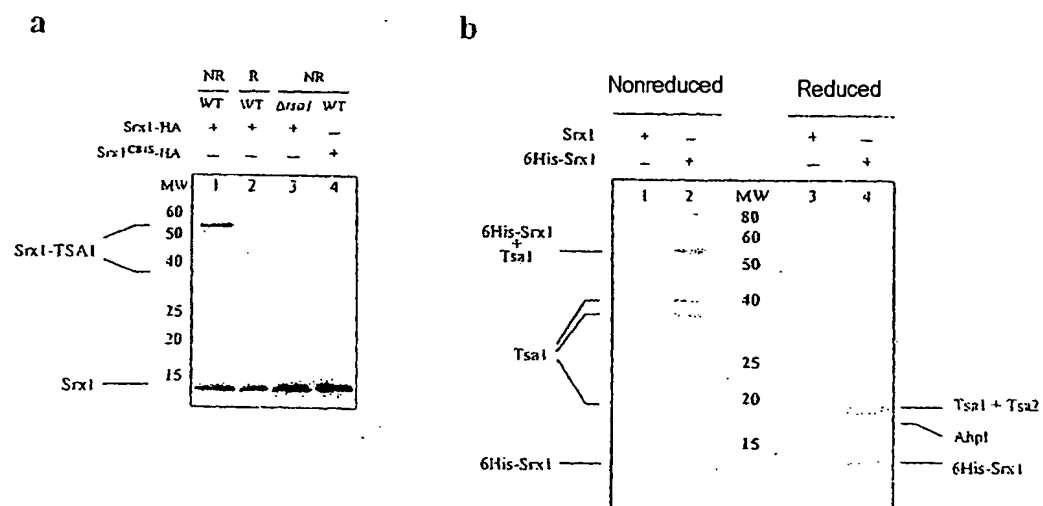 a
NR R NR
WT WT Δtsa1 WT
Srx1-HA + + + –
Srx1C84S-HA – – – +
MW 1 2 3 4
60
50
40
25
20
15
Srx1-TSA1
Srx1
b
Nonreduced Reduced
Srx1 + – + –
6His-Srx1 – + – +
1 2 MW 3 4
80
60
50
40
25
20
15
6His-Srx1
+
Tsa1
Tsa1
6His-Srx1
Tsa1 + Tsa2
Ahp1
6His-Srx1